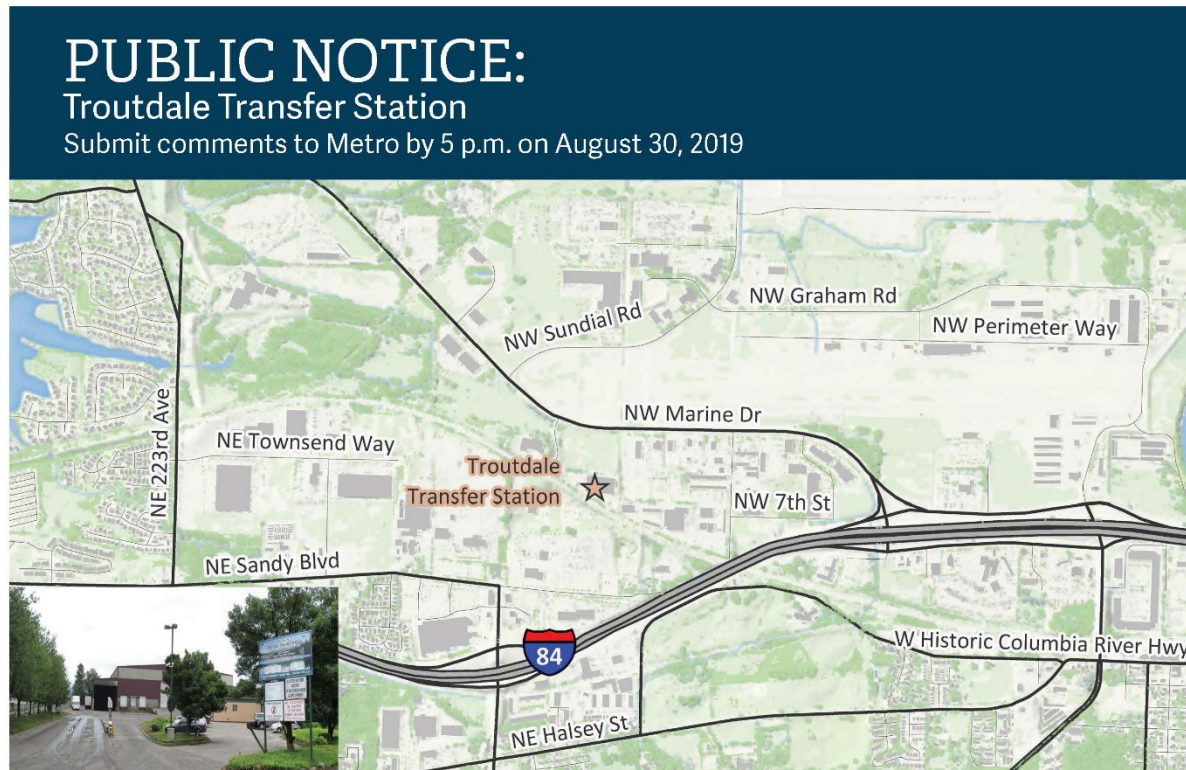 PUBLIC NOTICE:
Troutdale Transfer Station
Submit comments to Metro by 5 p.m. on August 30, 2019
NW Graham Rd
NW Sundial Rd
NW Perimeter Way
NE 223rd Ave
NW Marine Dr
NE Townsend Way
Troutdale
Transfer Station
NW 7th St
NE Sandy Blvd
84
W Historic Columbia River Hwy
NE Halsey St